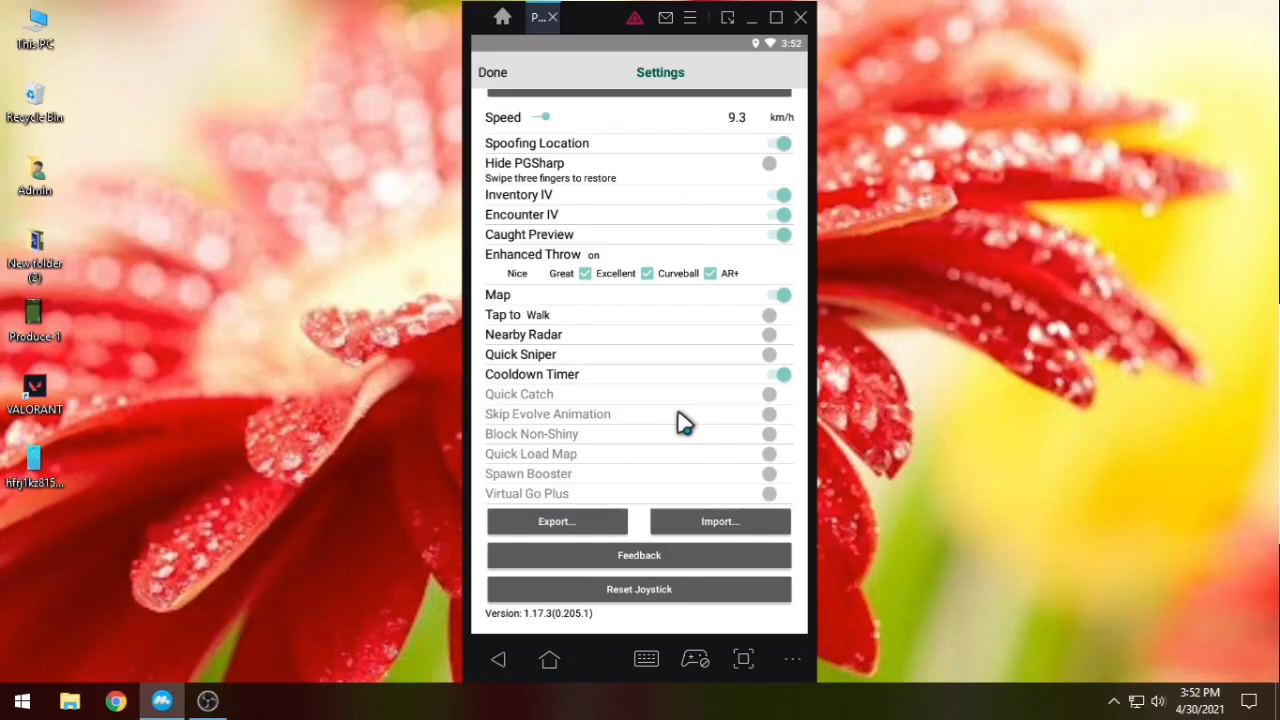 This PC
Recycle Bin
Admin
New folder
(2)
Produce-1
VALORANT
hfrj1kz815...
P...
3:52
Done
Settings
Speed
9.3
km/h
Spoofing Location
Hide PGSharp
Swipe three fingers to restore
Inventory IV
Encounter IV
Caught Preview
Enhanced Throw on
Nice Great Excellent Curveball AR+
Map
Tap to Walk
Nearby Radar
Quick Sniper
Cooldown Timer
Quick Catch
Skip Evolve Animation
Block Non-Shiny
Quick Load Map
Spawn Booster
Virtual Go Plus
Export... Import...
Feedback
Reset Joystick
Version: 1.17.3(0.205.1)
3:52 PM
4/30/2021